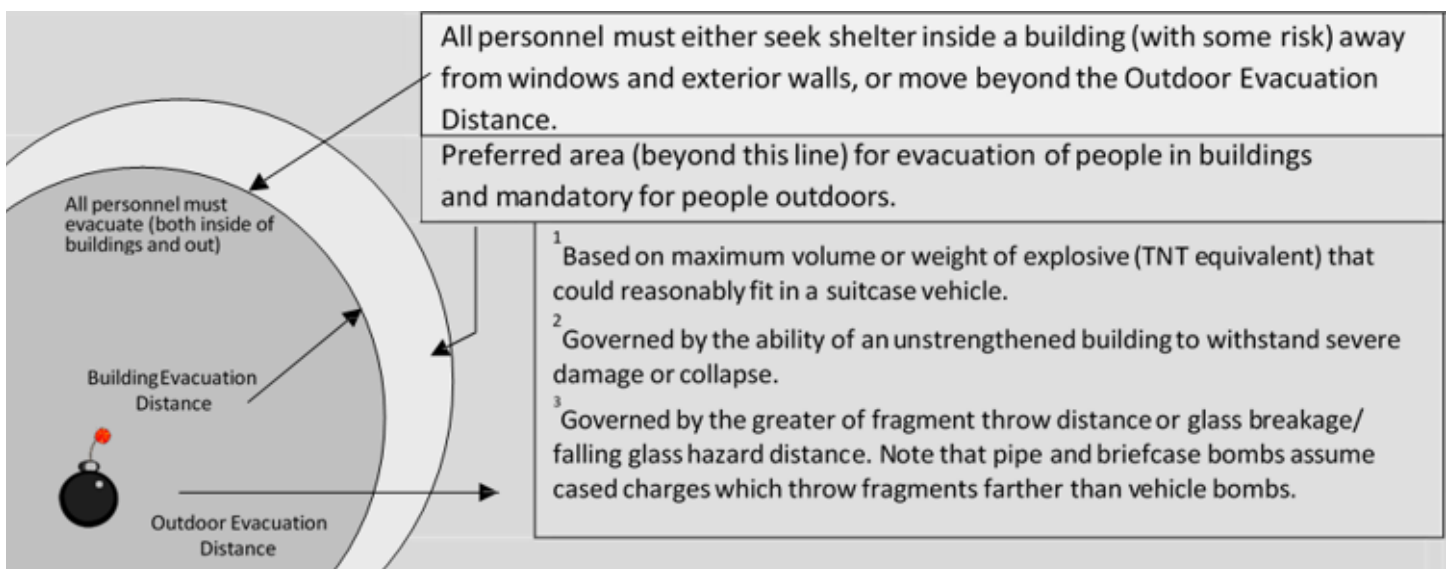 All personnel must either seek shelter inside a building (with some risk) away
from windows and exterior walls, or move beyond the Outdoor Evacuation
Distance.
Preferred area (beyond this line) for evacuation of people in buildings
and mandatory for people outdoors.
All personnel must
evacuate (both inside of
buildings and out)
Building Evacuation
Distance
Outdoor Evacuation
Distance
1Based on maximum volume or weight of explosive (TNT equivalent) that
could reasonably fit in a suitcase vehicle.
2Governed by the ability of an unstrengthened building to withstand severe
damage or collapse.
3Governed by the greater of fragment throw distance or glass breakage/
falling glass hazard distance. Note that pipe and briefcase bombs assume
cased charges which throw fragments farther than vehicle bombs.